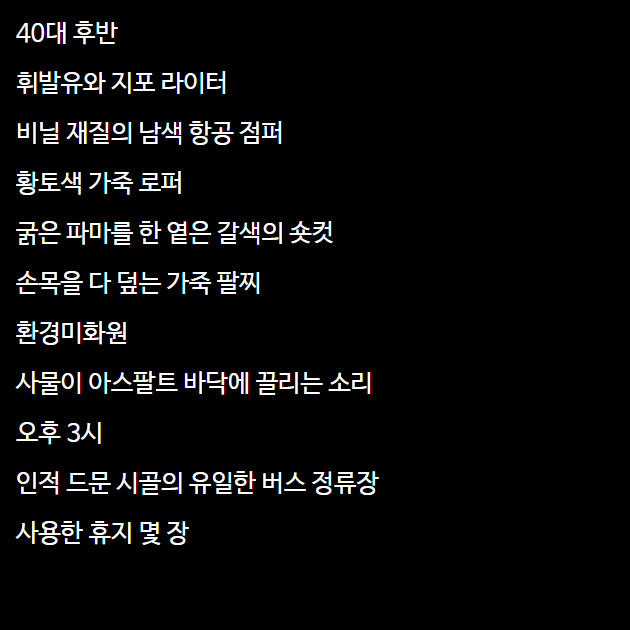 40대 후반
휘발유와 지포 라이터
비닐 재질의 남색 항공 점퍼
황토색 가죽 로퍼
굵은 파마를 한 옅은 갈색의 숏컷
손목을 다 덮는 가죽 팔찌
환경미화원
사물이 아스팔트 바닥에 끌리는 소리
오후 3시
인적 드문 시골의 유일한 버스 정류장
사용한 휴지 몇 장